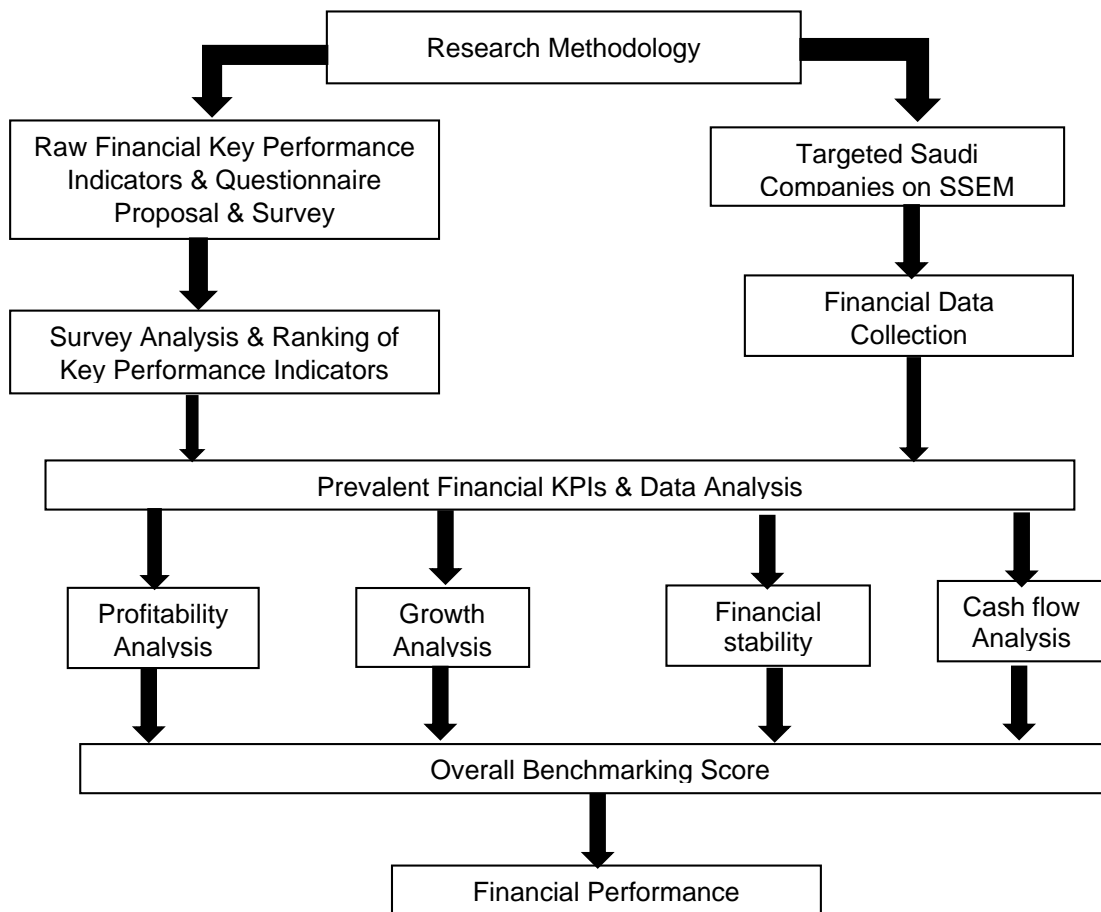 Research Methodology
Raw Financial Key Performance
Indicators & Questionnaire
Proposal & Survey
Targeted Saudi
Companies on SSEM
Survey Analysis & Ranking of
Key Performance Indicators
Financial Data
Collection
Prevalent Financial KPIs & Data Analysis
Profitability
Analysis
Growth
Analysis
Financial
stability
Cash flow
Analysis
Overall Benchmarking Score
Financial Performance